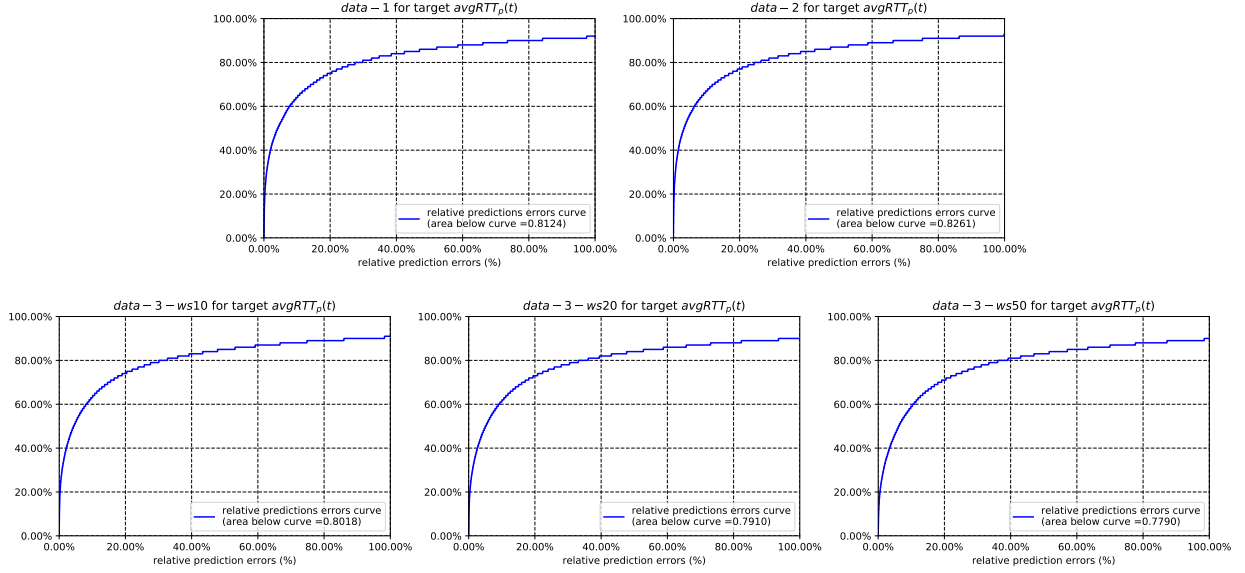 data − 1 for target avgRTTₚ(t)
100.00%
80.00%
60.00%
40.00%
20.00%
0.00%
relative predictions errors curve
(area below curve =0.8124)
0.00% 20.00% 40.00% 60.00% 80.00% 100.00%
relative prediction errors (%)
data − 2 for target avgRTTₚ(t)
100.00%
80.00%
60.00%
40.00%
20.00%
0.00%
relative predictions errors curve
(area below curve =0.8261)
0.00% 20.00% 40.00% 60.00% 80.00% 100.00%
relative prediction errors (%)
data − 3 − ws10 for target avgRTTₚ(t)
100.00%
80.00%
60.00%
40.00%
20.00%
0.00%
relative predictions errors curve
(area below curve =0.8018)
0.00% 20.00% 40.00% 60.00% 80.00% 100.00%
relative prediction errors (%)
data − 3 − ws20 for target avgRTTₚ(t)
100.00%
80.00%
60.00%
40.00%
20.00%
0.00%
relative predictions errors curve
(area below curve =0.7910)
0.00% 20.00% 40.00% 60.00% 80.00% 100.00%
relative prediction errors (%)
data − 3 − ws50 for target avgRTTₚ(t)
100.00%
80.00%
60.00%
40.00%
20.00%
0.00%
relative predictions errors curve
(area below curve =0.7790)
0.00% 20.00% 40.00% 60.00% 80.00% 100.00%
relative prediction errors (%)